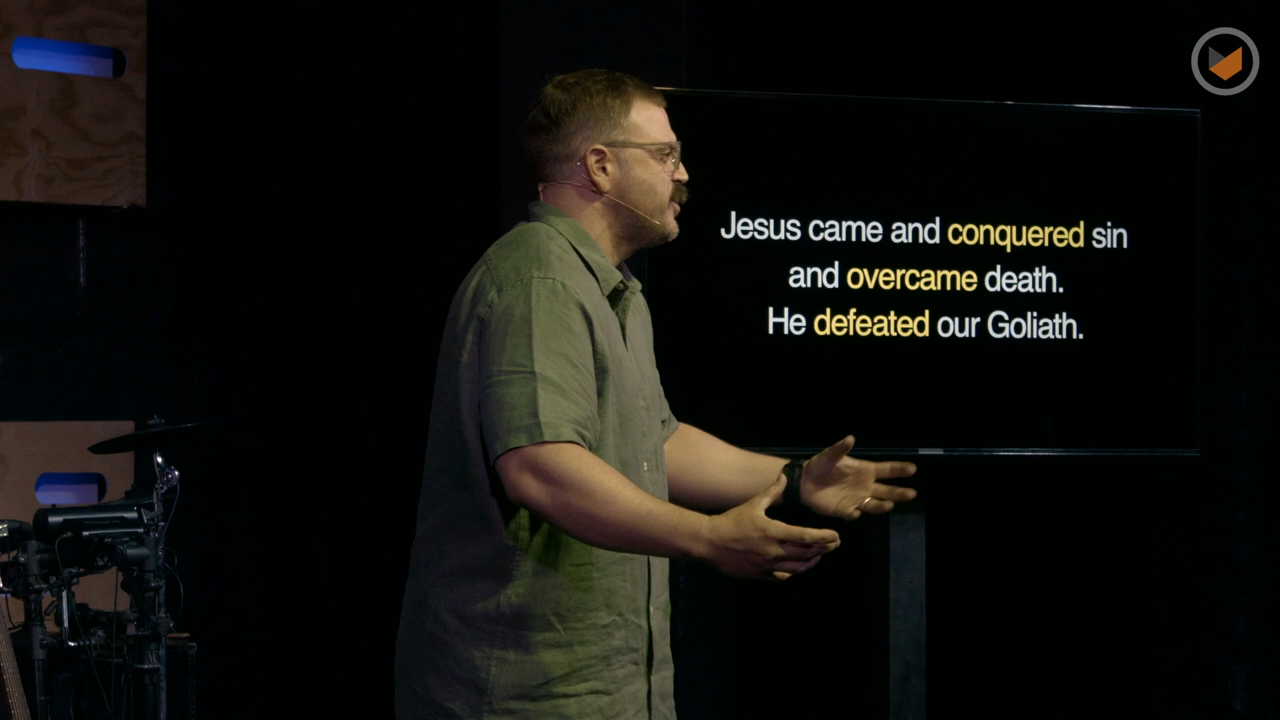 Jesus came and conquered sin
and overcame death.
He defeated our Goliath.